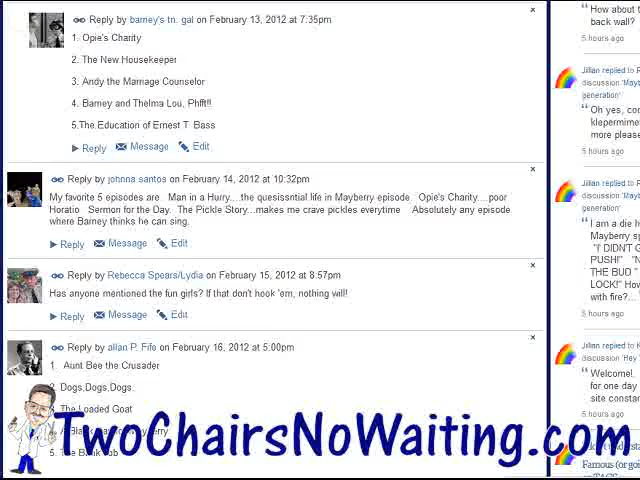 Reply by barney's tn. gal on February 13, 2012 at 7:35pm
1. Opie's Charity
2. The New Housekeeper
3. Andy the Marriage Counselor
4. Barney and Thelma Lou, Phfft!!
5.The Education of Ernest T. Bass
Reply Message Edit
Reply by johnna santos on February 14, 2012 at 10:32pm
My favorite 5 episodes are. Man in a Hurry....the quesissntial life in Mayberry episode. Opie's Charity....poor
Horatio. Sermon for the Day. The Pickle Story...makes me crave pickles everytime. Absolutely any episode
where Barney thinks he can sing.
Reply Message Edit
Reply by Rebecca Spears/Lydia on February 15, 2012 at 8:57pm
Has anyone mentioned the fun girls? If that don't hook 'em, nothing will!
Reply Message Edit
Reply by allan P. Fife on February 16, 2012 at 5:00pm
1. Aunt Bee the Crusader
2. Dogs,Dogs,Dogs.
The Loaded Goat
5. The
TwoChairsNoWaiting.com
How about t
back wall?
5 hours ago
Jillian replied to
discussion 'Mayb
generation'
Oh yes, co
klepermime
more please
5 hours ago
Jillian replied to
discussion 'Mayb
generation'
I am a die h
Mayberry sp
"I' DIDN'T G
PUSH!" "N
THE BUD "
LOCK!" How
with fire?...
5 hours ago
Jillian replied to
discussion 'Hey
Welcome!.
for one day
site constar
5 hours ago
Famous (or goi